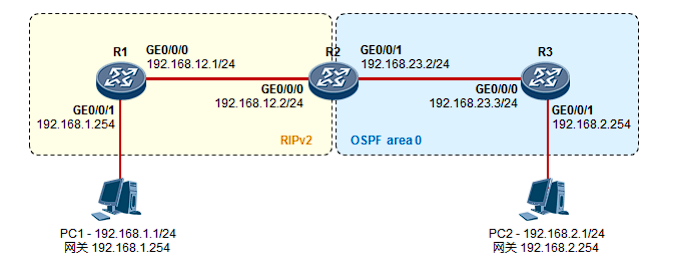 R1
GE0/0/0
192.168.12.1/24
R2
GE0/0/1
192.168.23.2/24
R3
GE0/0/0
192.168.12.2/24
GE0/0/0
192.168.23.3/24
GE0/0/1
192.168.1.254
GE0/0/1
192.168.2.254
RIPv2
OSPF area 0
PC1 - 192.168.1.1/24
网关 192.168.1.254
PC2 - 192.168.2.1/24
网关 192.168.2.254